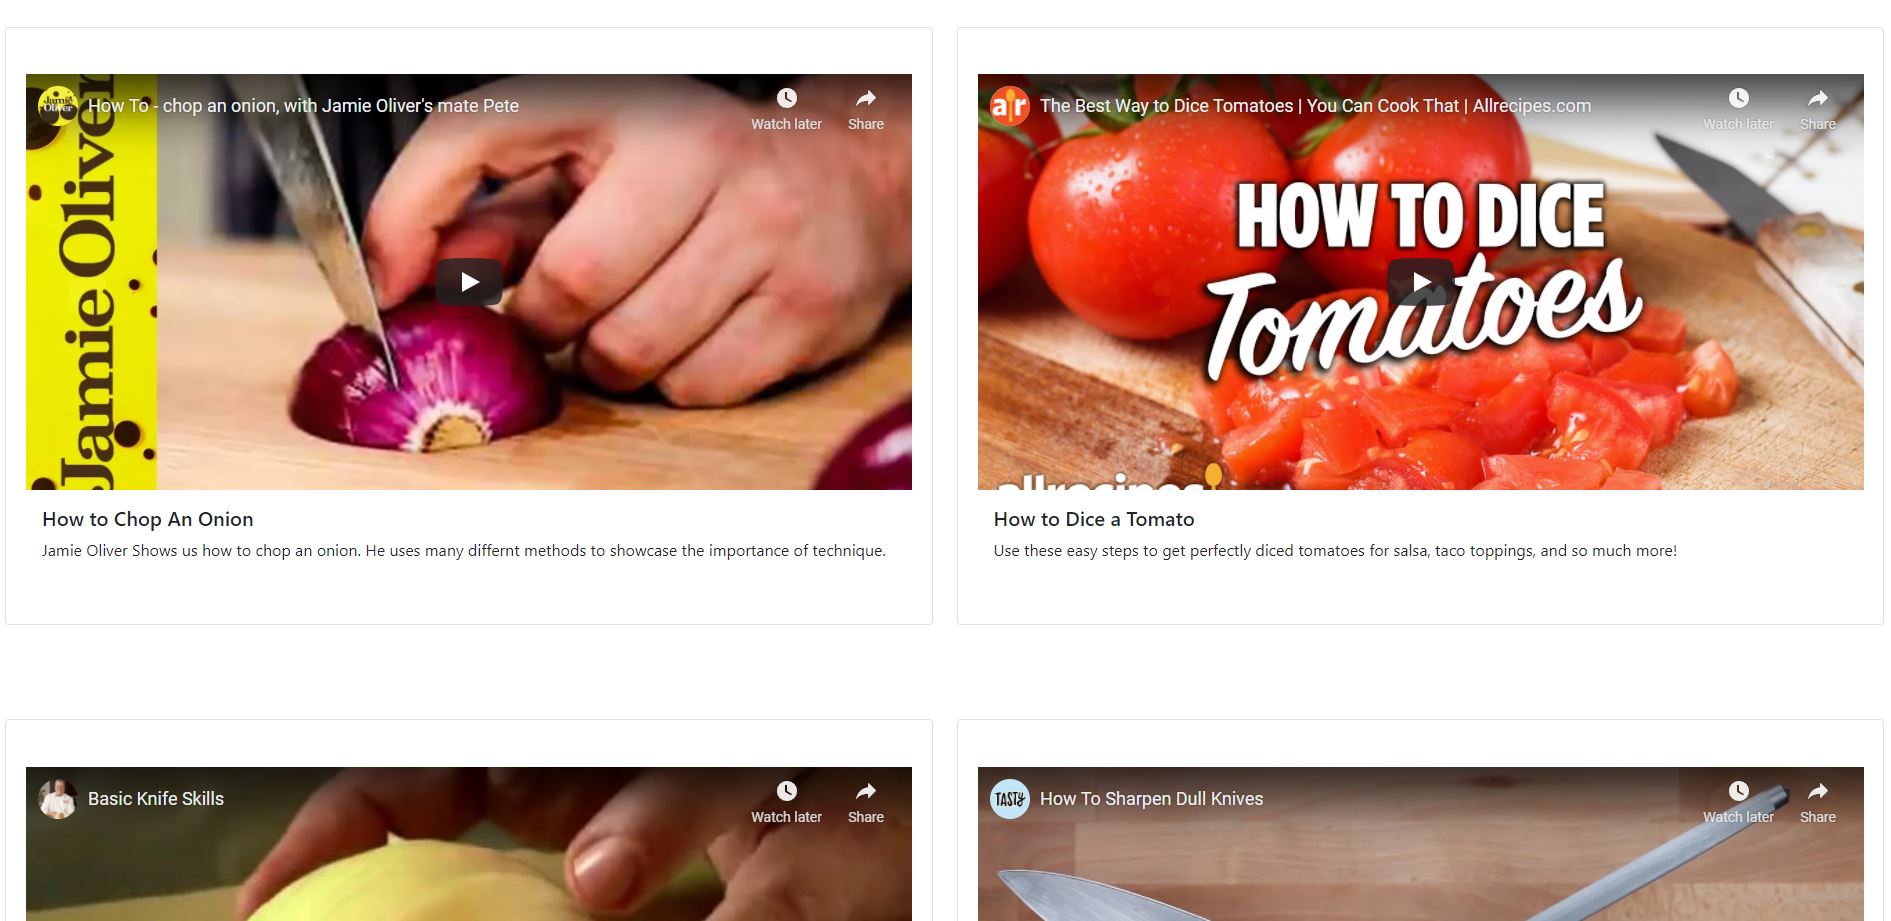 Jamie Oliver
How To - chop an onion, with Jamie Oliver's mate Pete
Watch later
Share
Jamie Oliver
Jamie Oliver
How to Chop An Onion
Jamie Oliver Shows us how to chop an onion. He uses many differnt methods to showcase the importance of technique.
ar
The Best Way to Dice Tomatoes | You Can Cook That | Allrecipes.com
Watch later
Share
HOW TO DICE
Tomatoes
allrecipes
How to Dice a Tomato
Use these easy steps to get perfectly diced tomatoes for salsa, taco toppings, and so much more!
Basic Knife Skills
Watch later
Share
TASTY
How To Sharpen Dull Knives
Watch later
Share